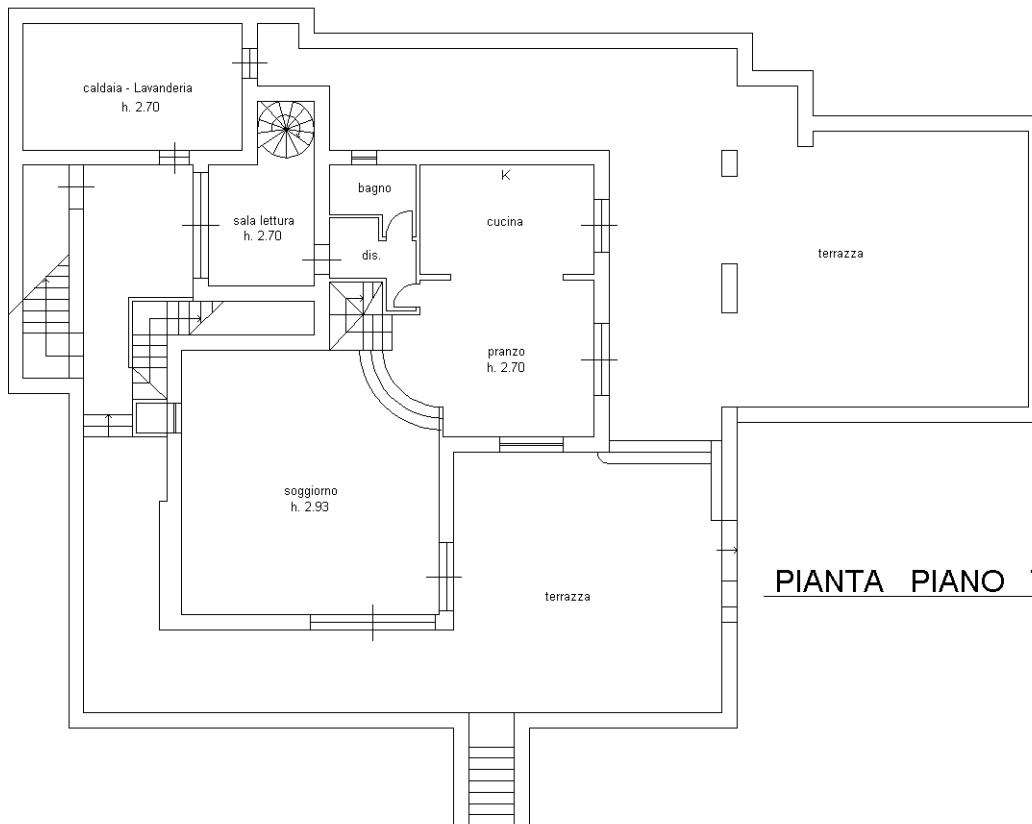 caldaia - Lavanderia
h. 2.70
bagno
K
cucina
sala lettura
h. 2.70
dis.
terrazza
pranzo
h. 2.70
soggiorno
h. 2.93
terrazza
PIANTA PIANO